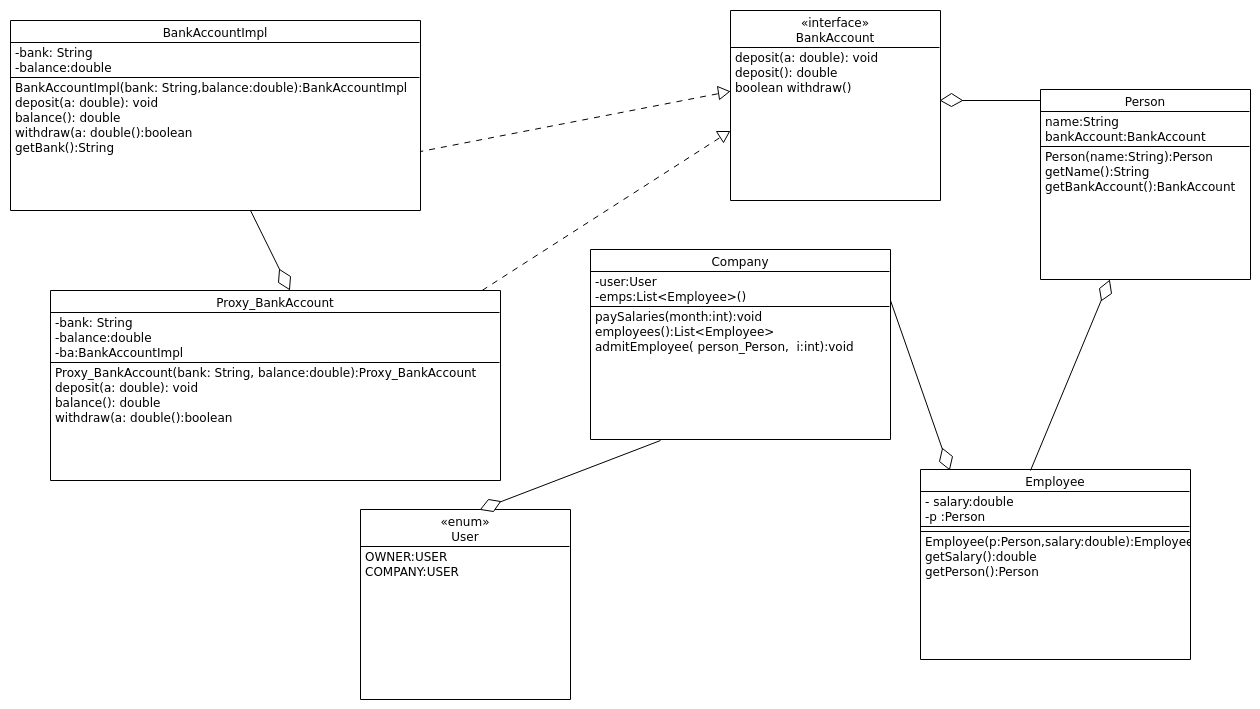 BankAccountImpl
-bank: String
-balance:double
BankAccountImpl(bank: String,balance:double):BankAccountImpl
deposit(a: double): void
balance(): double
withdraw(a: double():boolean
getBank():String
«interface»
BankAccount
deposit(a: double): void
deposit(): double
boolean withdraw()
Person
name:String
bankAccount:BankAccount
Person(name:String):Person
getName():String
getBankAccount():BankAccount
Company
-user:User
-emps:List<Employee>()
paySalaries(month:int):void
employees():List<Employee>
admitEmployee( person_Person,  i:int):void
Proxy_BankAccount
-bank: String
-balance:double
-ba:BankAccountImpl
Proxy_BankAccount(bank: String, balance:double):Proxy_BankAccount
deposit(a: double): void
balance(): double
withdraw(a: double():boolean
«enum»
User
OWNER:USER
COMPANY:USER
Employee
- salary:double
-p :Person
Employee(p:Person,salary:double):Employee
getSalary():double
getPerson():Person